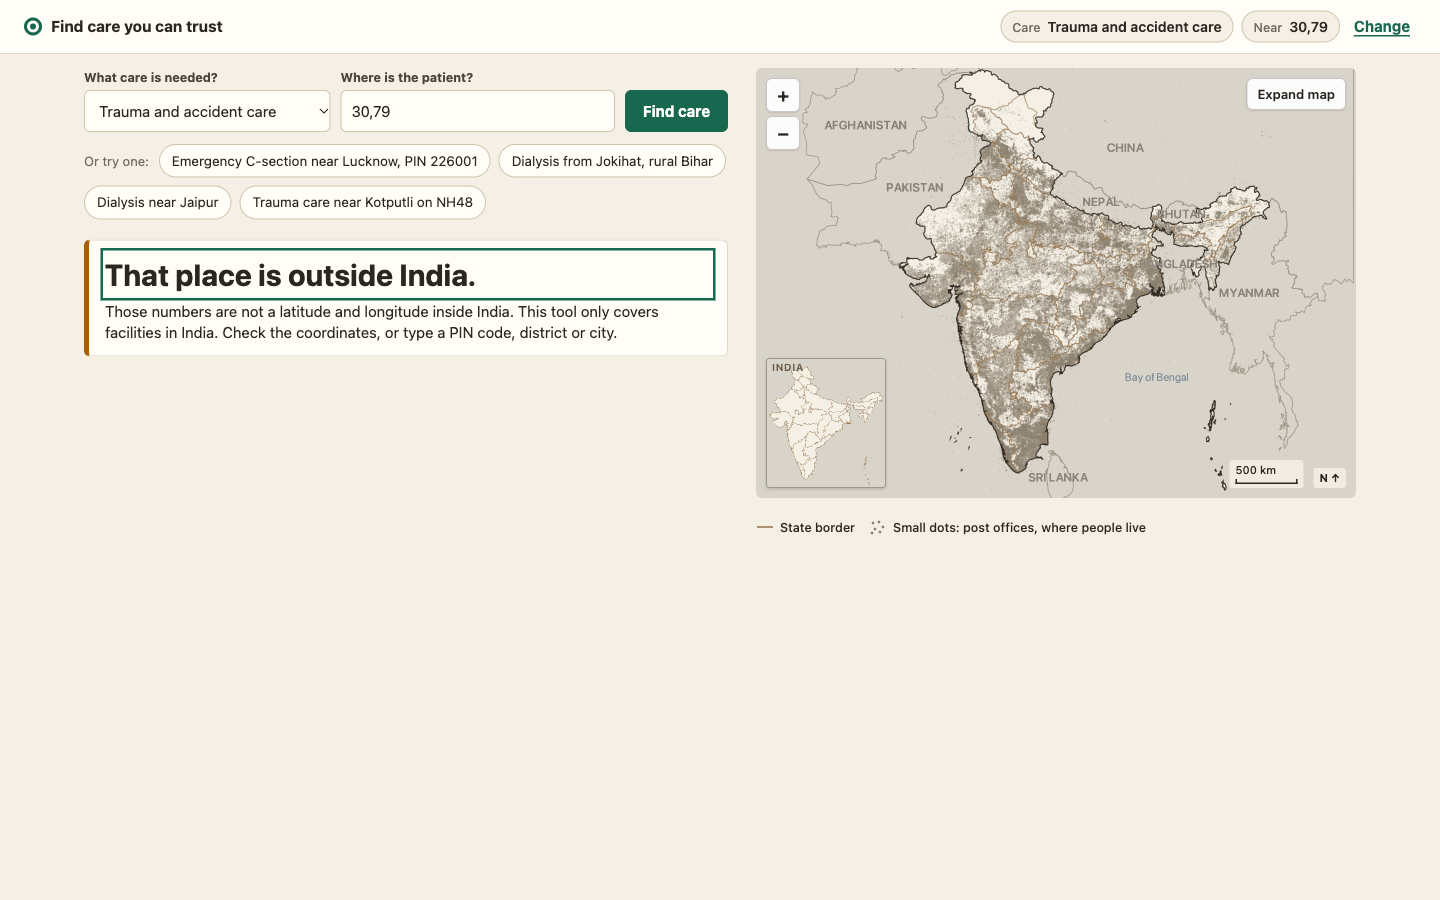 Find care you can trust
Care Trauma and accident care
Near 30,79
Change
What care is needed?
Where is the patient?
Trauma and accident care
30,79
Find care
Or try one:
Emergency C-section near Lucknow, PIN 226001
Dialysis from Jokihat, rural Bihar
Dialysis near Jaipur
Trauma care near Kotputli on NH48
That place is outside India.
Those numbers are not a latitude and longitude inside India. This tool only covers
facilities in India. Check the coordinates, or type a PIN code, district or city.
+
−
Expand map
AFGHANISTAN
CHINA
PAKISTAN
NEPAL
BHUTAN
GLADESH
MYANMAR
Bay of Bengal
SRI LANKA
INDIA
500 km
N ↑
State border
Small dots: post offices, where people live